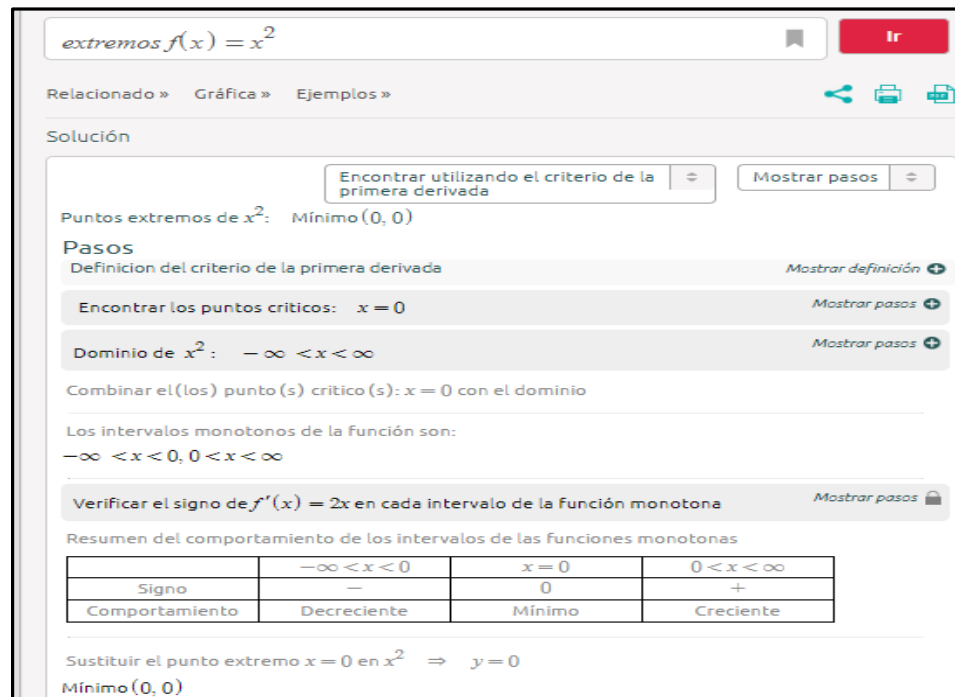 extremos f(x) = x²
Ir
Relacionado » Gráfica » Ejemplos »
PDF
Solución
Encontrar utilizando el criterio de la
primera derivada
Mostrar pasos
Puntos extremos de x²: Mínimo (0, 0)
Pasos
Definicion del criterio de la primera derivada Mostrar definición
Encontrar los puntos criticos: x = 0 Mostrar pasos
Dominio de x² : −∞ < x < ∞ Mostrar pasos
Combinar el(los) punto(s) critico(s): x = 0 con el dominio
Los intervalos monotonos de la función son:
−∞ < x < 0, 0 < x < ∞
Verificar el signo de f′(x) = 2x en cada intervalo de la función monotona Mostrar pasos
Resumen del comportamiento de los intervalos de las funciones monotonas
−∞ < x < 0 x = 0 0 < x < ∞
Signo − 0 +
Comportamiento Decreciente Mínimo Creciente
Sustituir el punto extremo x = 0 en x² ⇒ y = 0
Mínimo (0, 0)